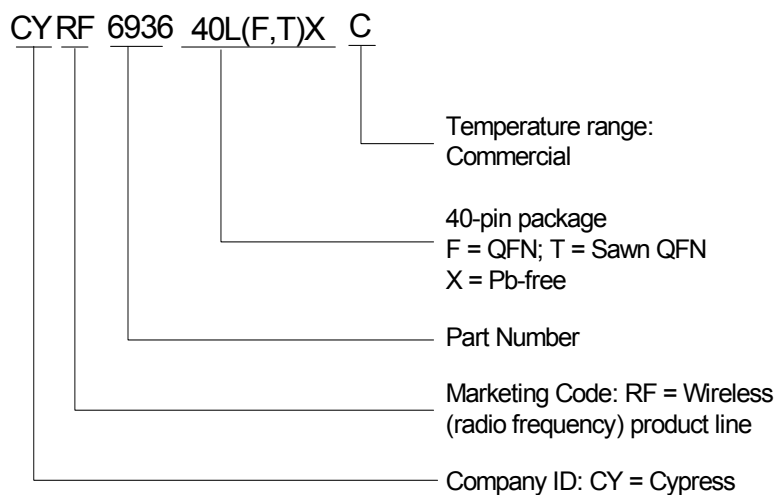 CY RF 6936 40L(F,T)X C
Temperature range:
Commercial
40-pin package
F = QFN; T = Sawn QFN
X = Pb-free
Part Number
Marketing Code: RF = Wireless
(radio frequency) product line
Company ID: CY = Cypress